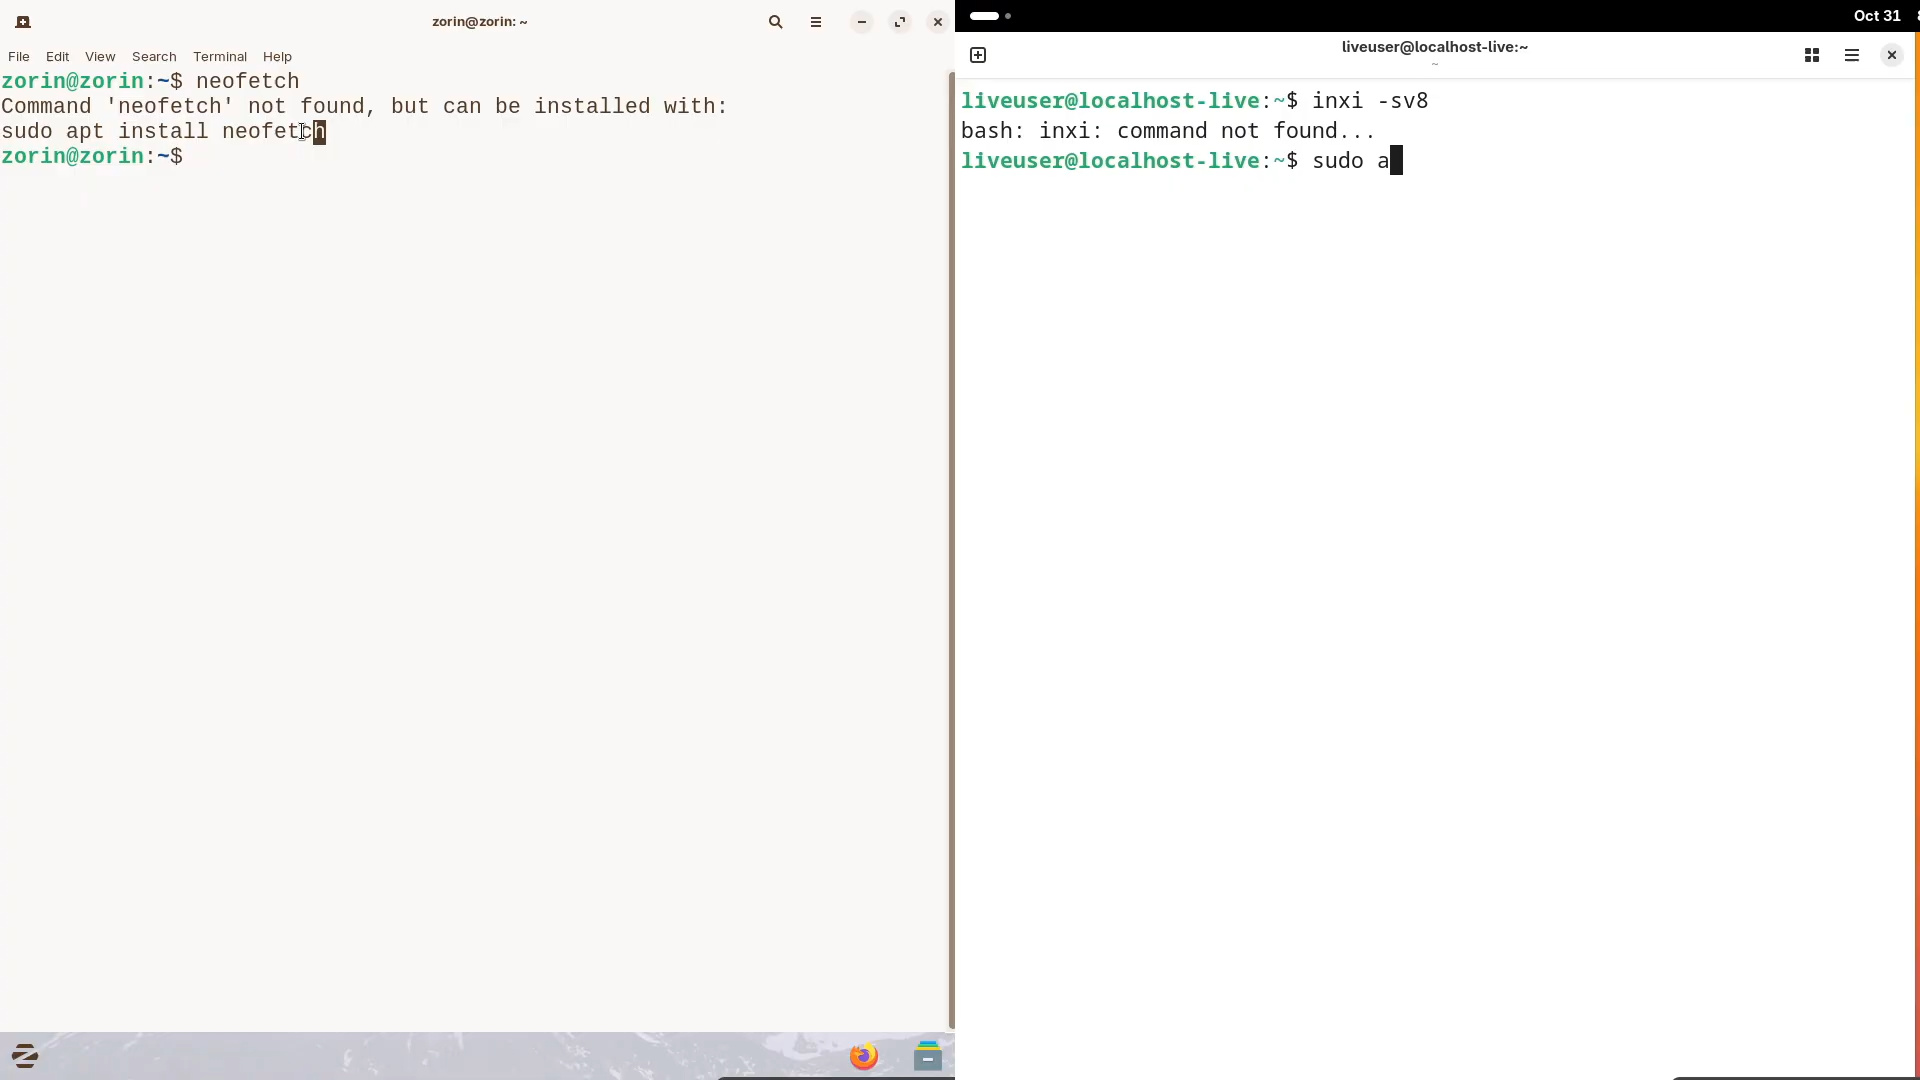 zorin@zorin: ~
File Edit View Search Terminal Help
zorin@zorin:~$ neofetch
Command 'neofetch' not found, but can be installed with:
sudo apt install neofetch
zorin@zorin:~$
Oct 31
liveuser@localhost-live:~
~
liveuser@localhost-live:~$ inxi -sv8
bash: inxi: command not found...
liveuser@localhost-live:~$ sudo a